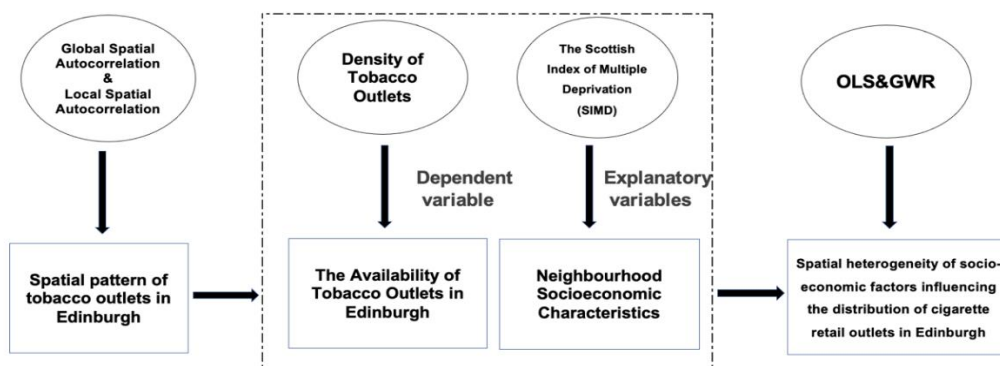 Global Spatial
Autocorrelation
&
Local Spatial
Autocorrelation
Density of
Tobacco
Outlets
The Scottish
Index of Multiple
Deprivation
(SIMD)
OLS&GWR
Dependent
variable
Explanatory
variables
Spatial pattern of
tobacco outlets in
Edinburgh
The Availability of
Tobacco Outlets in
Edinburgh
Neighbourhood
Socioeconomic
Characteristics
Spatial heterogeneity of socio-
economic factors influencing
the distribution of cigarette
retail outlets in Edinburgh